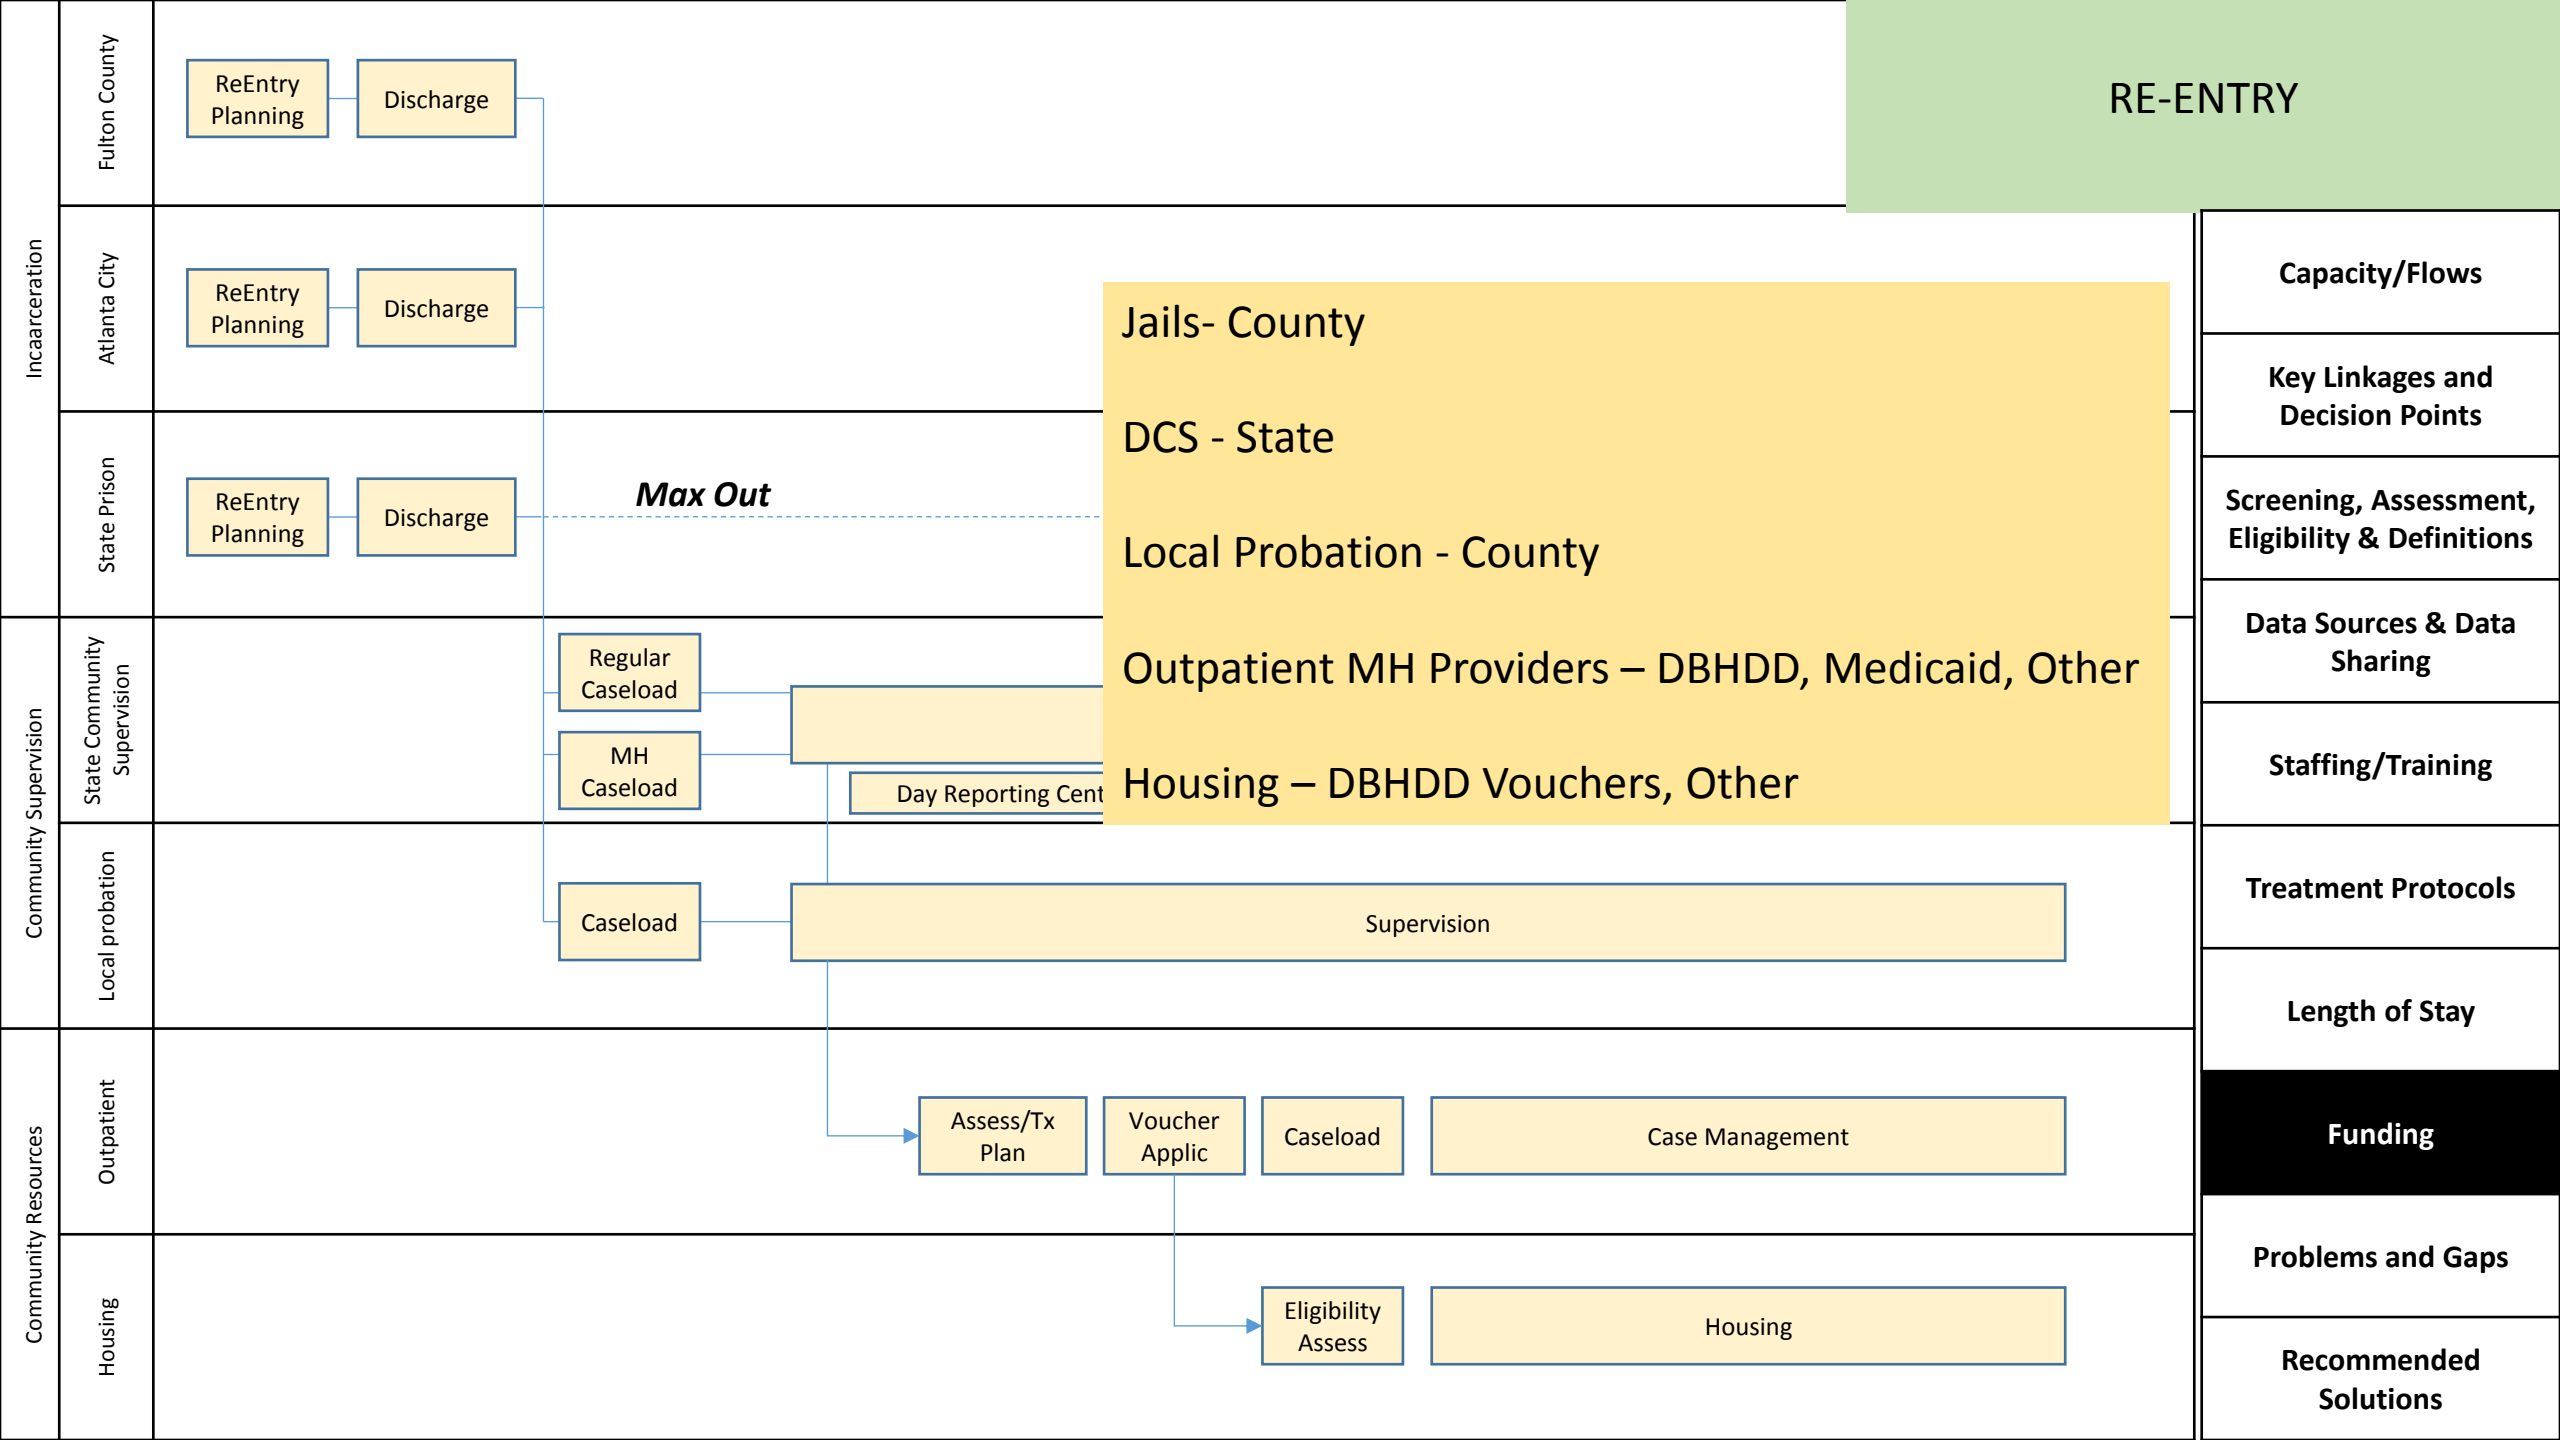 RE-ENTRY
Incarceration
Fulton County
ReEntry
Planning
Discharge
Atlanta City
ReEntry
Planning
Discharge
State Prison
ReEntry
Planning
Discharge
Max Out
Jails- County
DCS - State
Local Probation - County
Outpatient MH Providers – DBHDD, Medicaid, Other
Housing – DBHDD Vouchers, Other
Community Supervision
State Community
Supervision
Regular
Caseload
MH
Caseload
Day Reporting Cent
Local probation
Caseload
Supervision
Community Resources
Outpatient
Assess/Tx
Plan
Voucher
Applic
Caseload
Case Management
Housing
Eligibility
Assess
Housing
Capacity/Flows
Key Linkages and
Decision Points
Screening, Assessment,
Eligibility & Definitions
Data Sources & Data
Sharing
Staffing/Training
Treatment Protocols
Length of Stay
Funding
Problems and Gaps
Recommended
Solutions